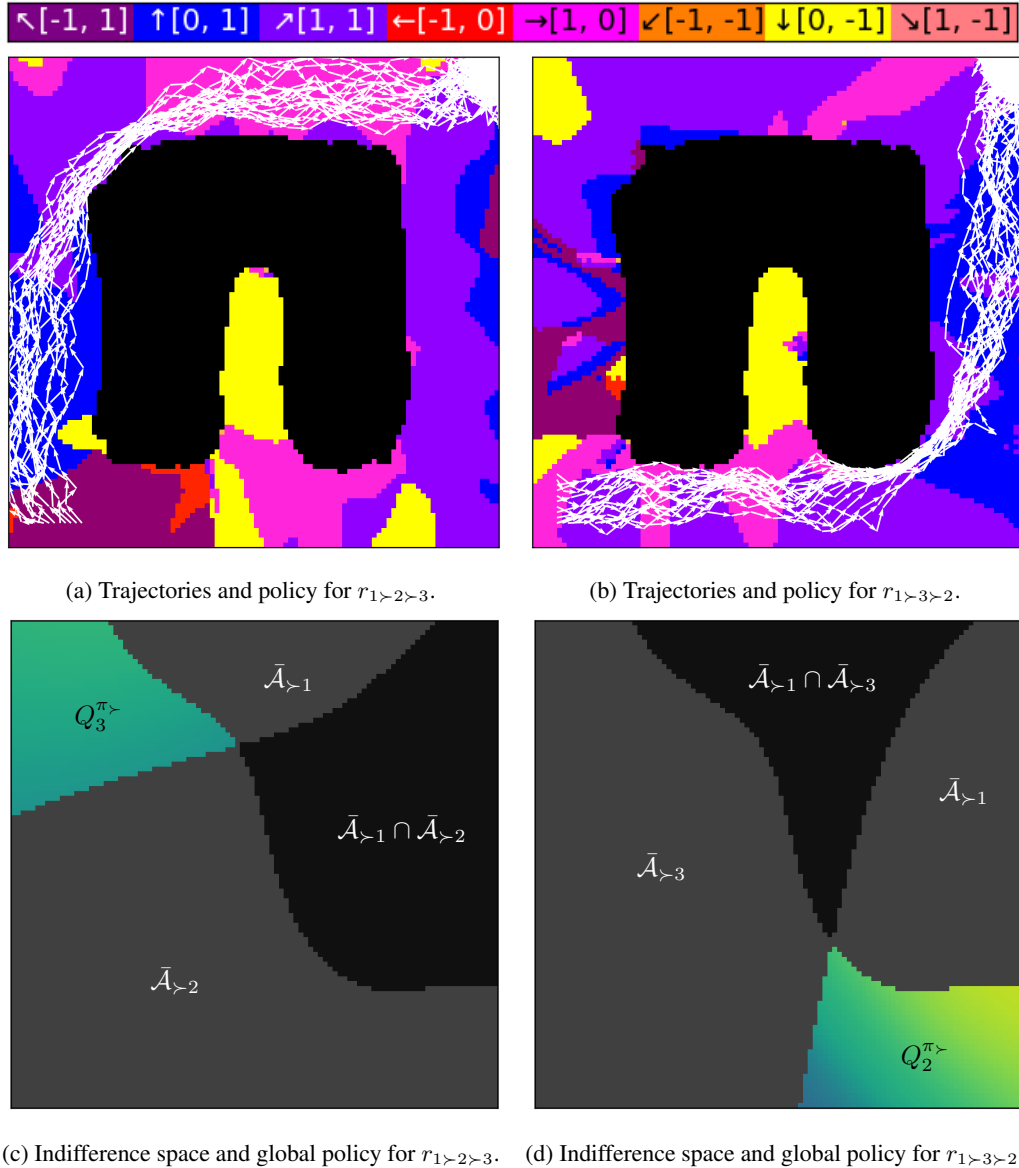 ↖[-1, 1] ↑[0, 1] ↗[1, 1] ←[-1, 0] →[1, 0] ↙[-1, -1] ↓[0, -1] ↘[1, -1]
(a) Trajectories and policy for r₁≻₂≻₃.
(b) Trajectories and policy for r₁≻₃≻₂.
𝒜̄≻₁
Q₃^π≻
𝒜̄≻₁ ∩ 𝒜̄≻₂
𝒜̄≻₂
𝒜̄≻₁ ∩ 𝒜̄≻₃
𝒜̄≻₁
𝒜̄≻₃
Q₂^π≻
(c) Indifference space and global policy for r₁≻₂≻₃.
(d) Indifference space and global policy for r₁≻₃≻₂